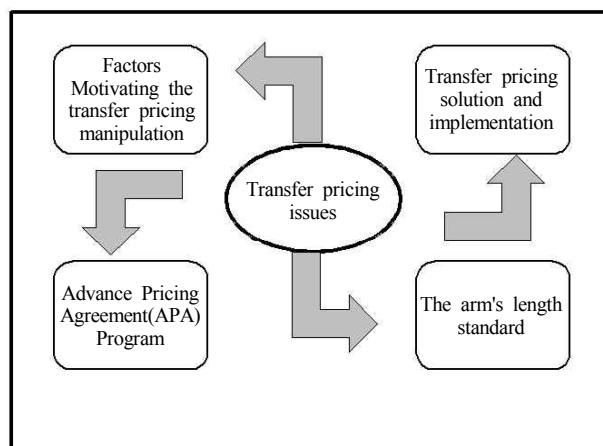 Factors
Motivating the
transfer pricing
manipulation
Transfer pricing
solution and
implementation
Transfer pricing
issues
Advance Pricing
Agreement(APA)
Program
The arm's length
standard